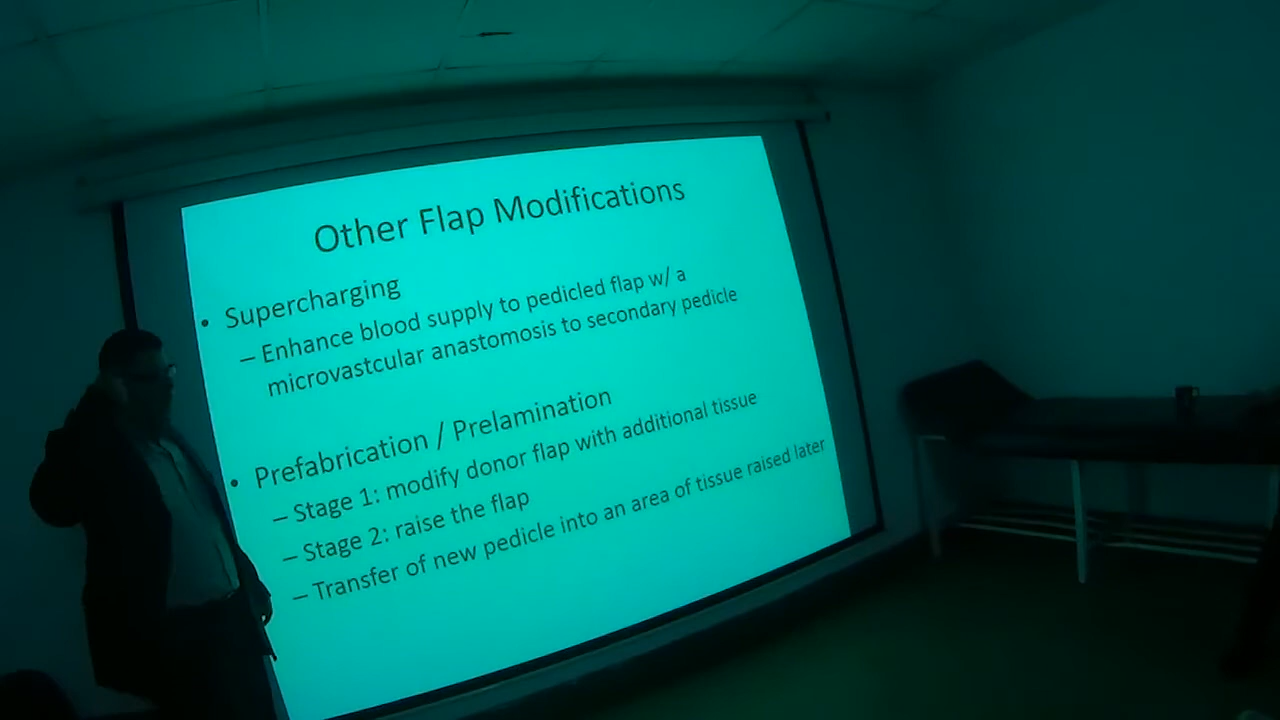 Other Flap Modifications
• Supercharging
– Enhance blood supply to pedicled flap w/ a
microvastcular anastomosis to secondary pedicle
• Prefabrication / Prelamination
– Stage 1: modify donor flap with additional tissue
– Stage 2: raise the flap
– Transfer of new pedicle into an area of tissue raised later